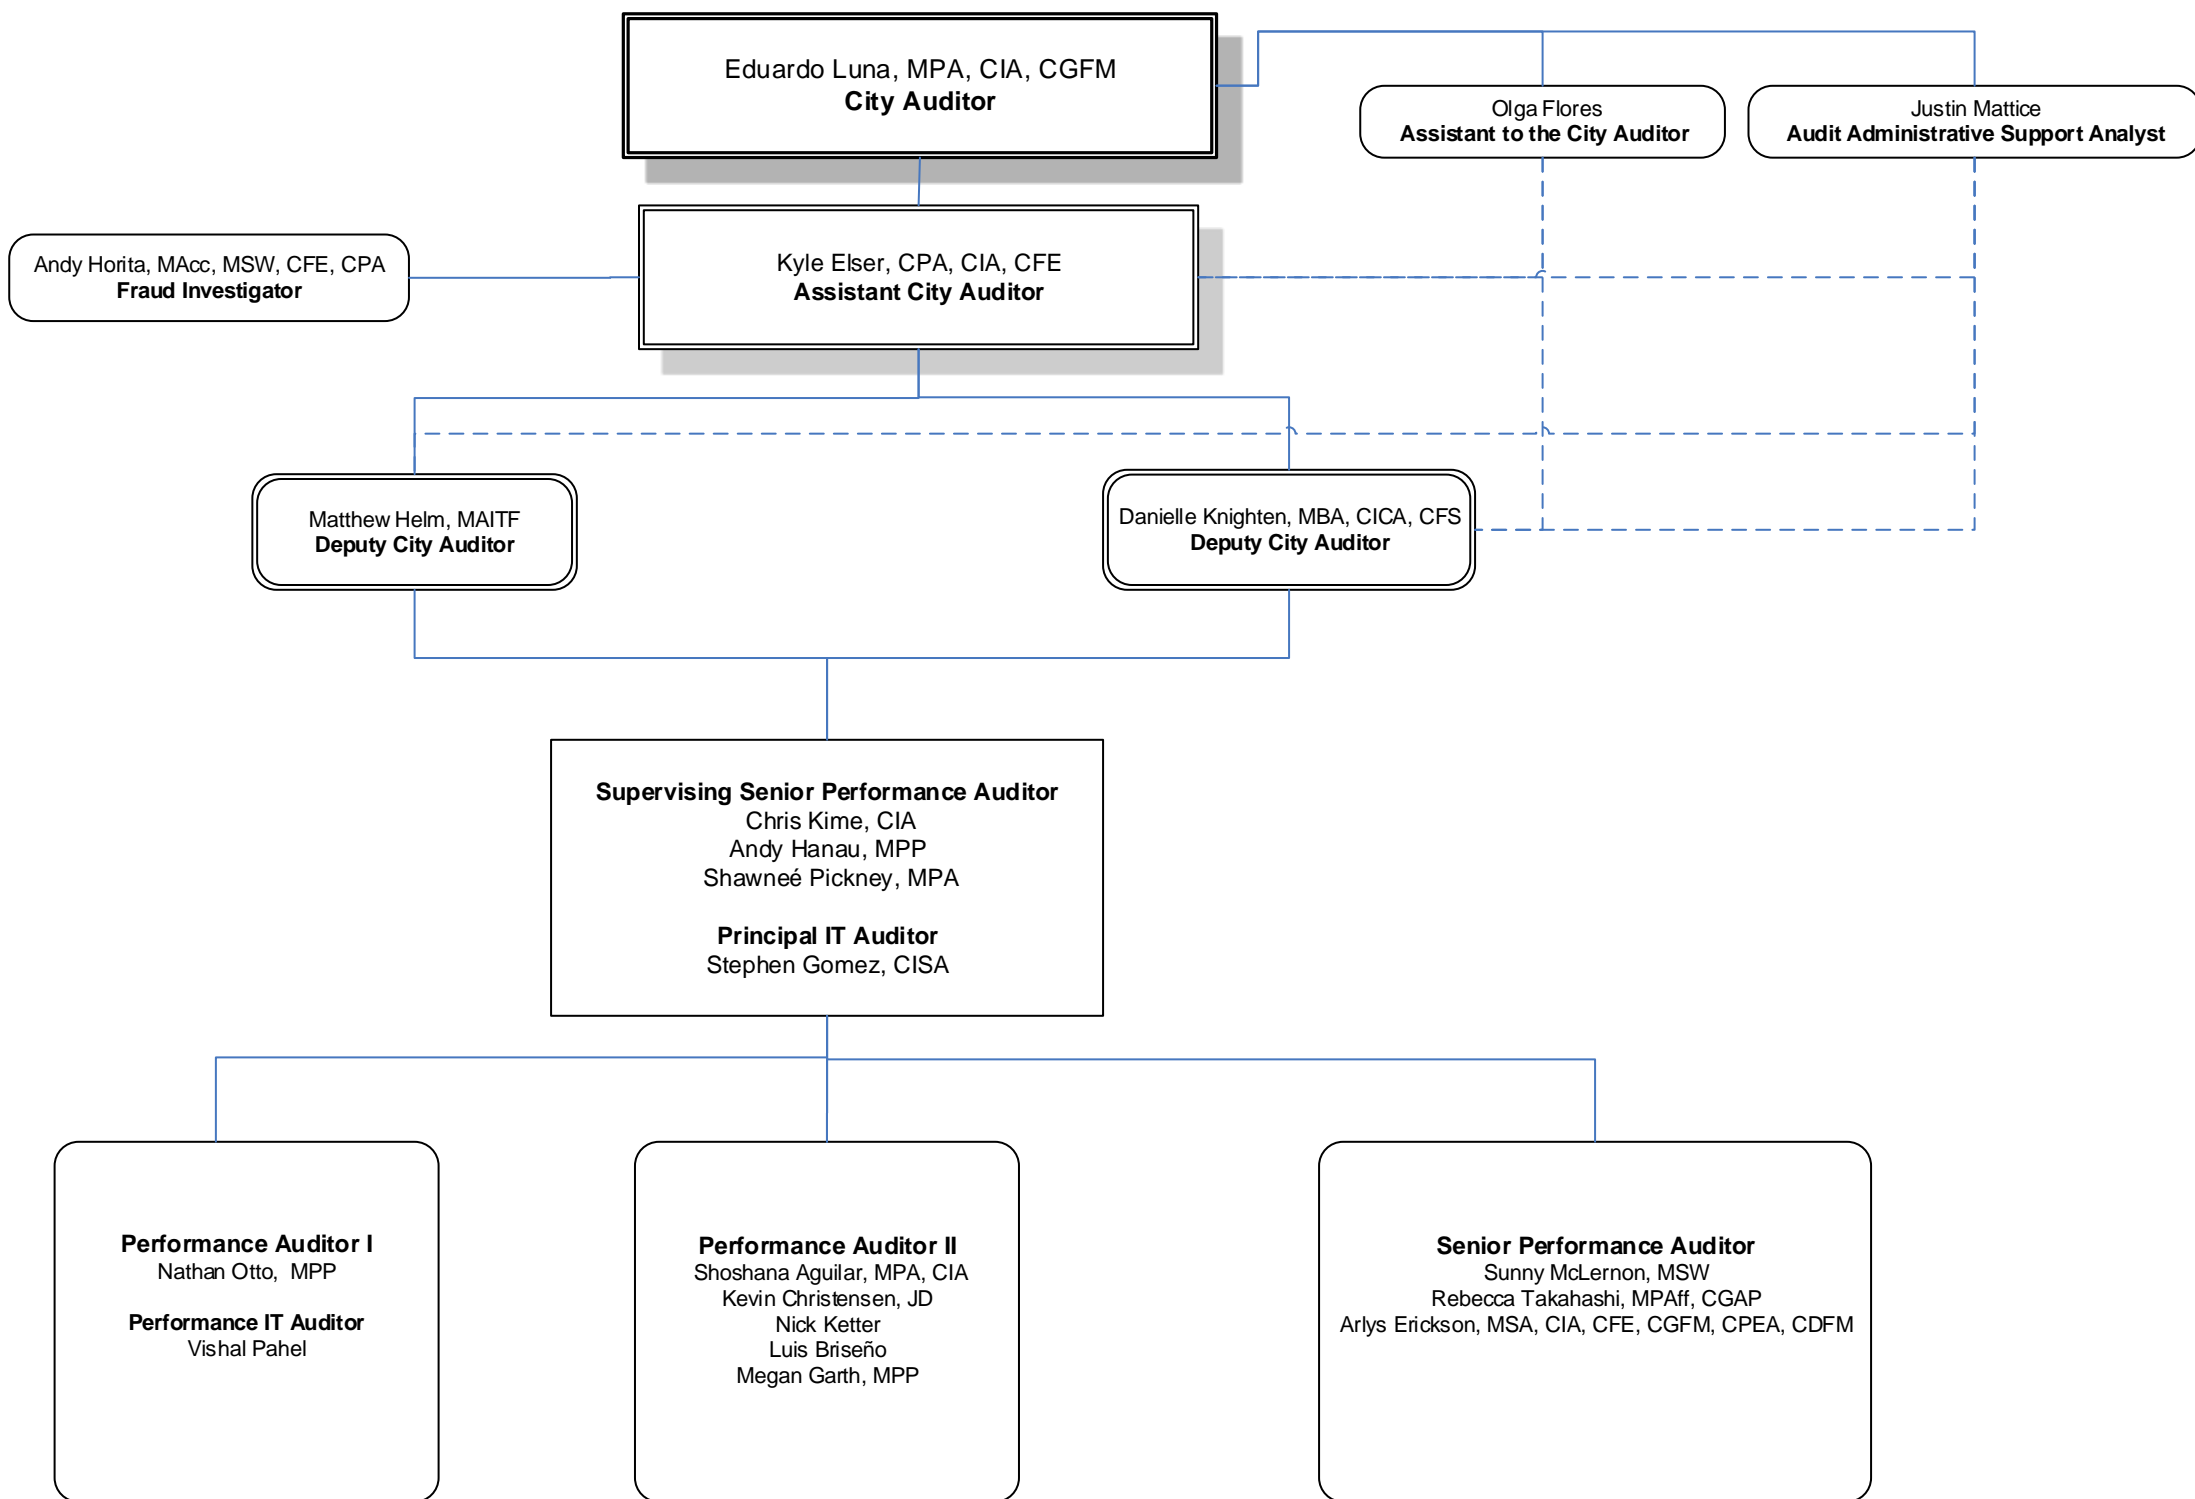 Eduardo Luna, MPA, CIA, CGFM
City Auditor
Olga Flores
Assistant to the City Auditor
Justin Mattice
Audit Administrative Support Analyst
Andy Horita, MAcc, MSW, CFE, CPA
Fraud Investigator
Kyle Elser, CPA, CIA, CFE
Assistant City Auditor
Matthew Helm, MAITF
Deputy City Auditor
Danielle Knighten, MBA, CICA, CFS
Deputy City Auditor
Supervising Senior Performance Auditor
Chris Kime, CIA
Andy Hanau, MPP
Shawneé Pickney, MPA
Principal IT Auditor
Stephen Gomez, CISA
Performance Auditor I
Nathan Otto, MPP
Performance IT Auditor
Vishal Pahel
Performance Auditor II
Shoshana Aguilar, MPA, CIA
Kevin Christensen, JD
Nick Ketter
Luis Briseño
Megan Garth, MPP
Senior Performance Auditor
Sunny McLernon, MSW
Rebecca Takahashi, MPAff, CGAP
Arlys Erickson, MSA, CIA, CFE, CGFM, CPEA, CDFM